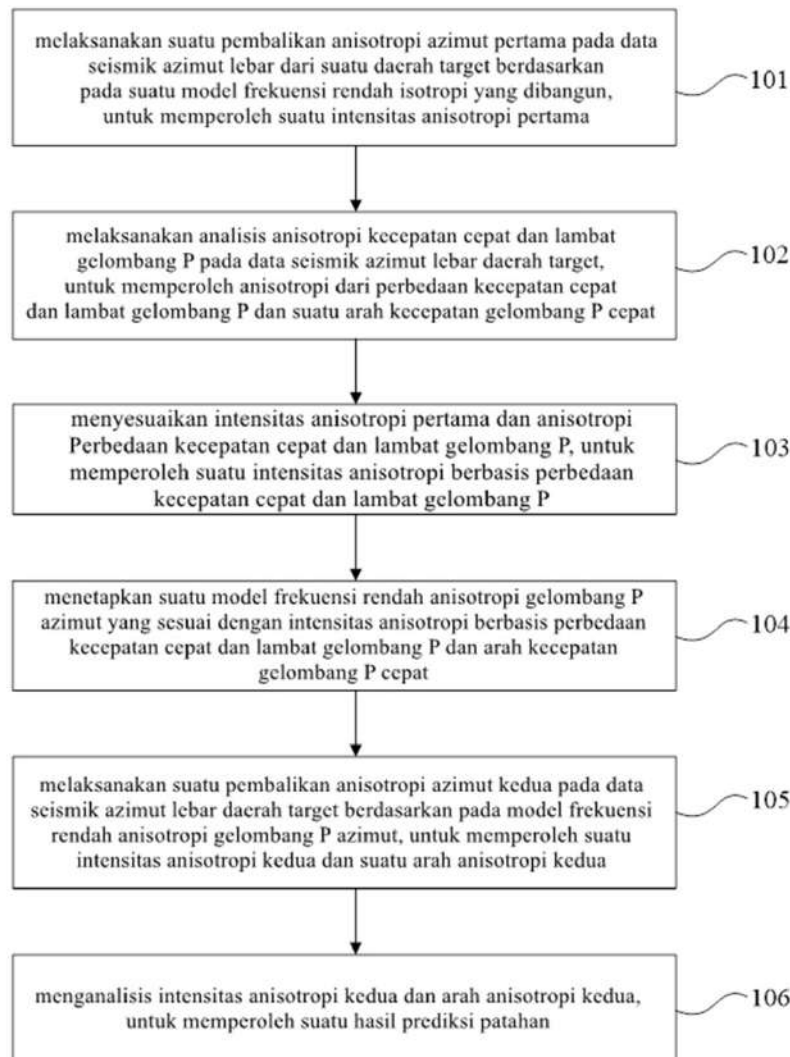 melaksanakan suatu pembalikan anisotropi azimut pertama pada data
seismik azimut lebar dari suatu daerah target berdasarkan
pada suatu model frekuensi rendah isotropi yang dibangun,
untuk memperoleh suatu intensitas anisotropi pertama
101
melaksanakan analisis anisotropi kecepatan cepat dan lambat
gelombang P pada data seismik azimut lebar daerah target,
untuk memperoleh anisotropi dari perbedaan kecepatan cepat
dan lambat gelombang P dan suatu arah kecepatan gelombang P cepat
102
menyesuaikan intensitas anisotropi pertama dan anisotropi
Perbedaan kecepatan cepat dan lambat gelombang P, untuk
memperoleh suatu intensitas anisotropi berbasis perbedaan
kecepatan cepat dan lambat gelombang P
103
menetapkan suatu model frekuensi rendah anisotropi gelombang P
azimut yang sesuai dengan intensitas anisotropi berbasis perbedaan
kecepatan cepat dan lambat gelombang P dan arah kecepatan
gelombang P cepat
104
melaksanakan suatu pembalikan anisotropi azimut kedua pada data
seismik azimut lebar daerah target berdasarkan pada model frekuensi
rendah anisotropi gelombang P azimut, untuk memperoleh suatu
intensitas anisotropi kedua dan suatu arah anisotropi kedua
105
menganalisis intensitas anisotropi kedua dan arah anisotropi kedua,
untuk memperoleh suatu hasil prediksi patahan
106